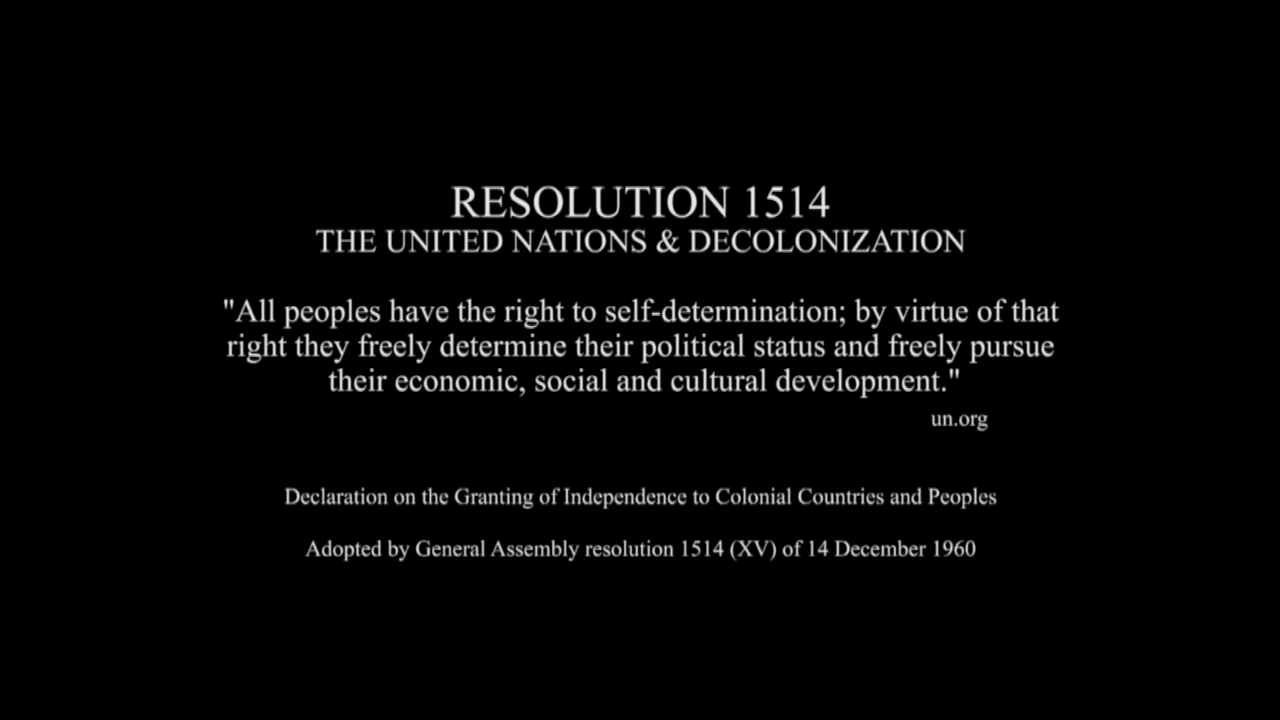 RESOLUTION 1514
THE UNITED NATIONS & DECOLONIZATION
"All peoples have the right to self-determination; by virtue of that
right they freely determine their political status and freely pursue
their economic, social and cultural development."
un.org
Declaration on the Granting of Independence to Colonial Countries and Peoples
Adopted by General Assembly resolution 1514 (XV) of 14 December 1960